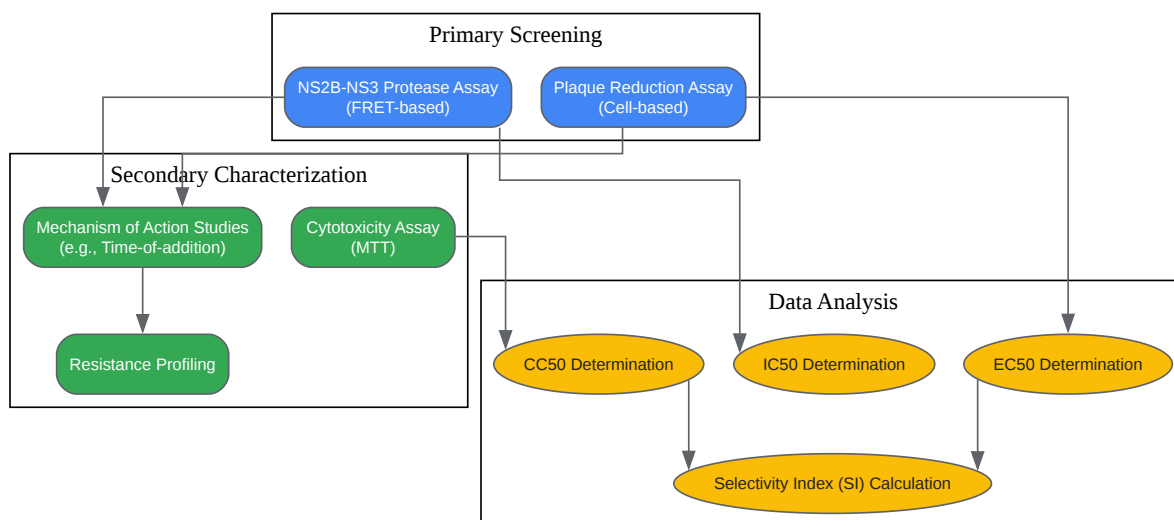 Primary Screening
NS2B-NS3 Protease Assay
(FRET-based)
Plaque Reduction Assay
(Cell-based)
Secondary Characterization
Mechanism of Action Studies
(e.g., Time-of-addition)
Cytotoxicity Assay
(MTT)
Resistance Profiling
Data Analysis
CC50 Determination
IC50 Determination
EC50 Determination
Selectivity Index (SI) Calculation